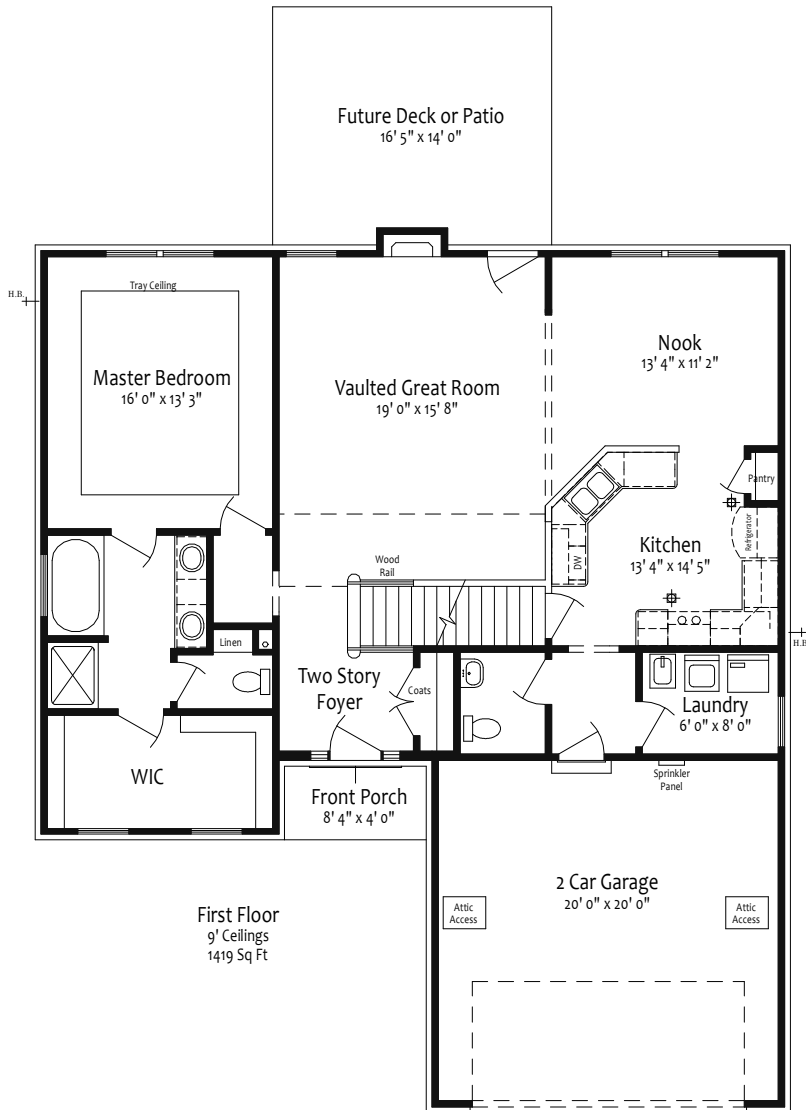 Future Deck or Patio
16' 5" x 14' 0"
H.B.
Tray Ceiling
Master Bedroom
16' 0" x 13' 3"
Vaulted Great Room
19' 0" x 15' 8"
Nook
13' 4" x 11' 2"
Pantry
Refrigerator
Kitchen
13' 4" x 14' 5"
DW
Wood
Rail
Linen
H.B.
Two Story
Foyer
Coats
Laundry
6' 0" x 8' 0"
WIC
Front Porch
8' 4" x 4' 0"
Sprinkler
Panel
2 Car Garage
20' 0" x 20' 0"
Attic
Access
Attic
Access
First Floor
9' Ceilings
1419 Sq Ft